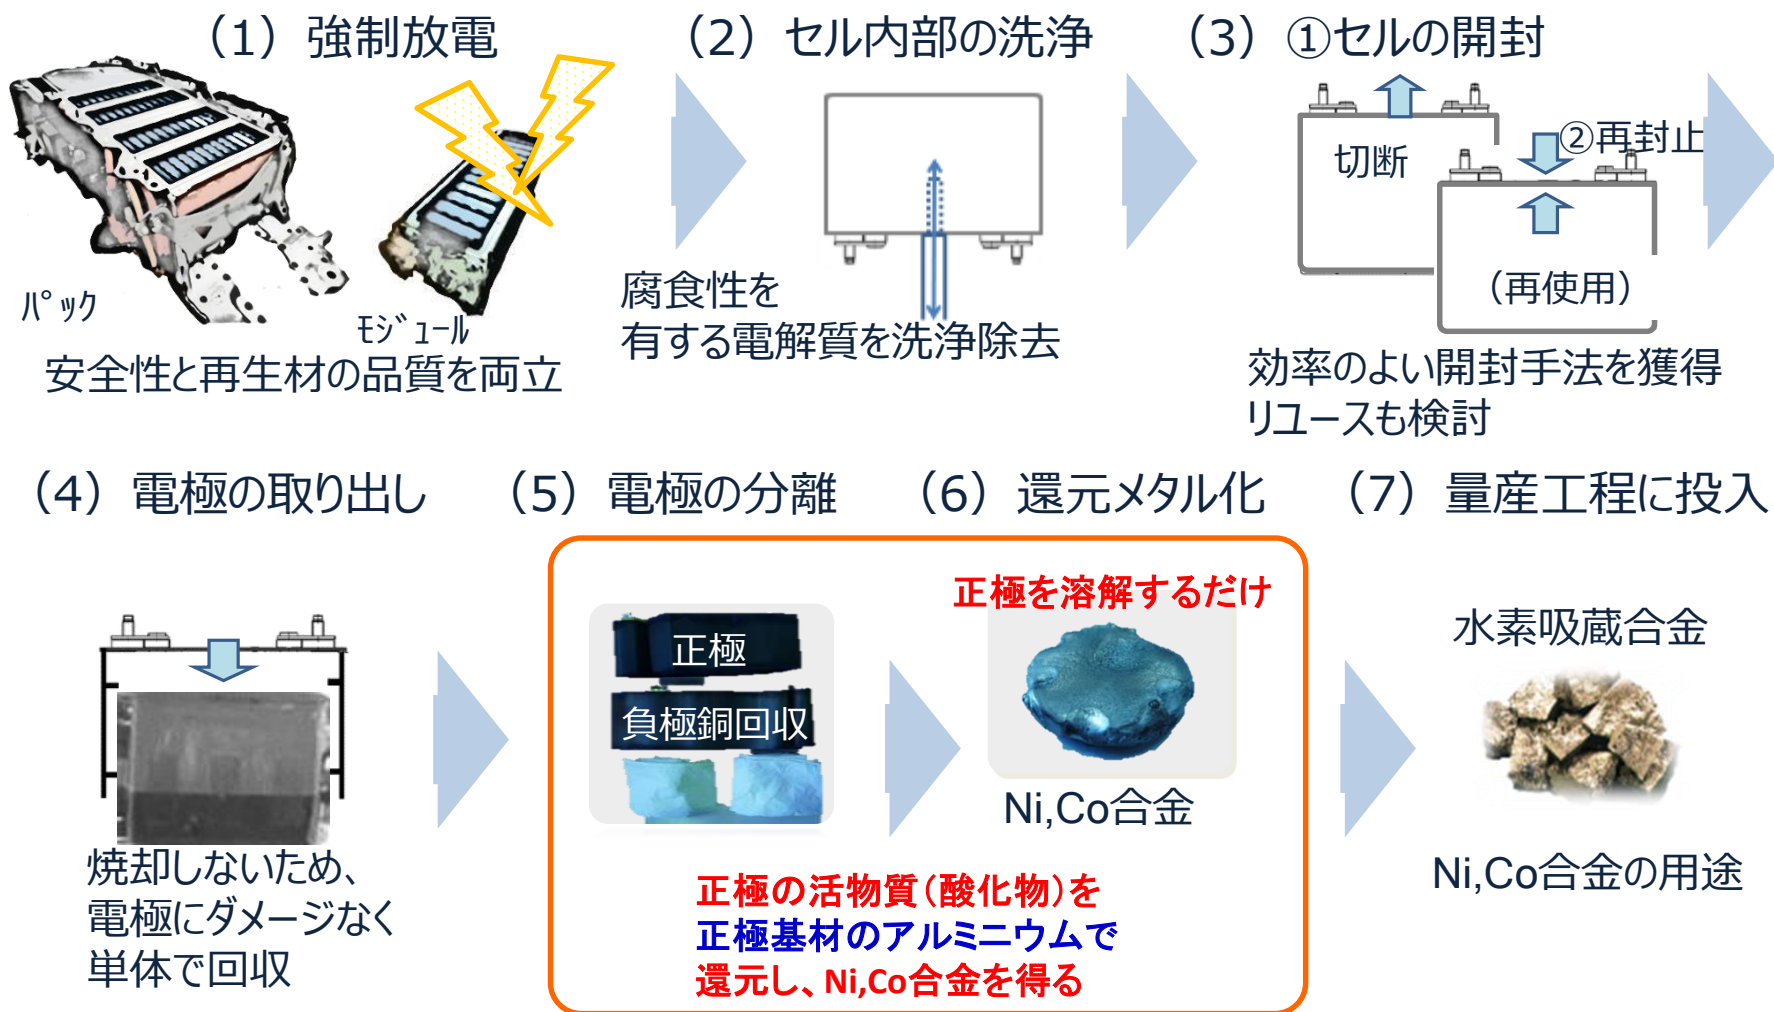 （1）強制放電
（2）セル内部の洗浄
（3）①セルの開封
切断
②再封止
（再使用）
ﾊﾟｯｸ
ﾓｼﾞｭｰﾙ
安全性と再生材の品質を両立
腐食性を
有する電解質を洗浄除去
効率のよい開封手法を獲得
リユースも検討
（4）電極の取り出し
（5）電極の分離
（6）還元メタル化
（7）量産工程に投入
正極を溶解するだけ
正極
負極銅回収
水素吸蔵合金
Ni,Co合金
焼却しないため、
電極にダメージなく
単体で回収
正極の活物質（酸化物）を
正極基材のアルミニウムで
還元し、Ni,Co合金を得る
Ni,Co合金の用途